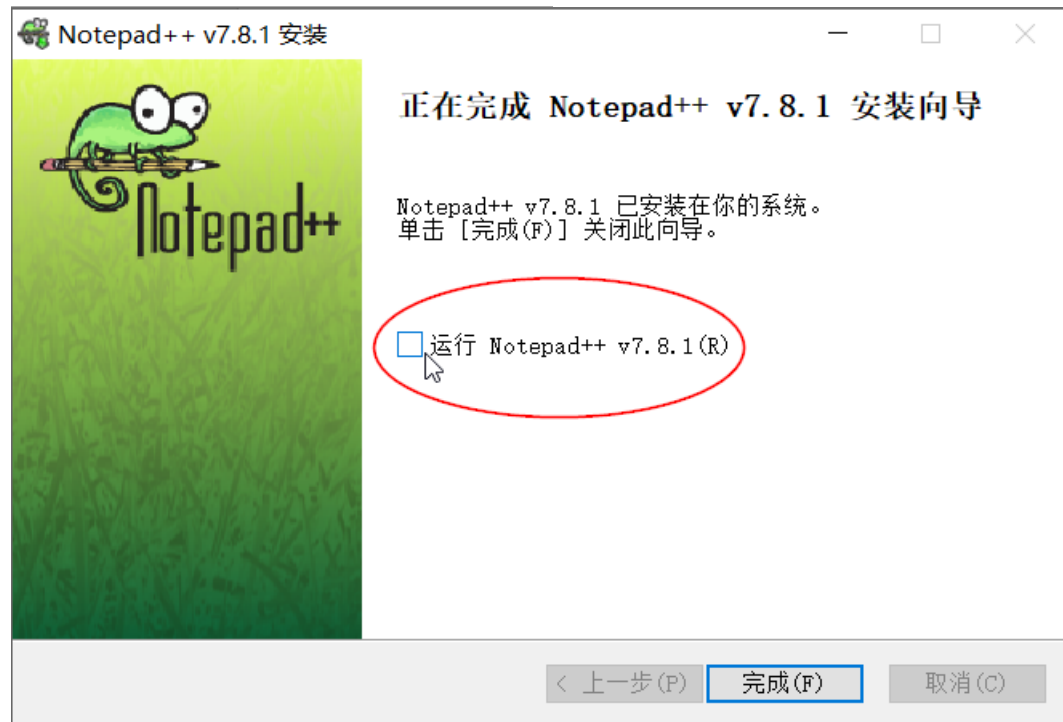 Notepad++ v7.8.1 安装
Notepad++
正在完成 Notepad++ v7.8.1 安装向导
Notepad++ v7.8.1 已安装在你的系统。
单击 [完成(F)] 关闭此向导。
运行 Notepad++ v7.8.1(R)
< 上一步(P)
完成(F)
取消(C)